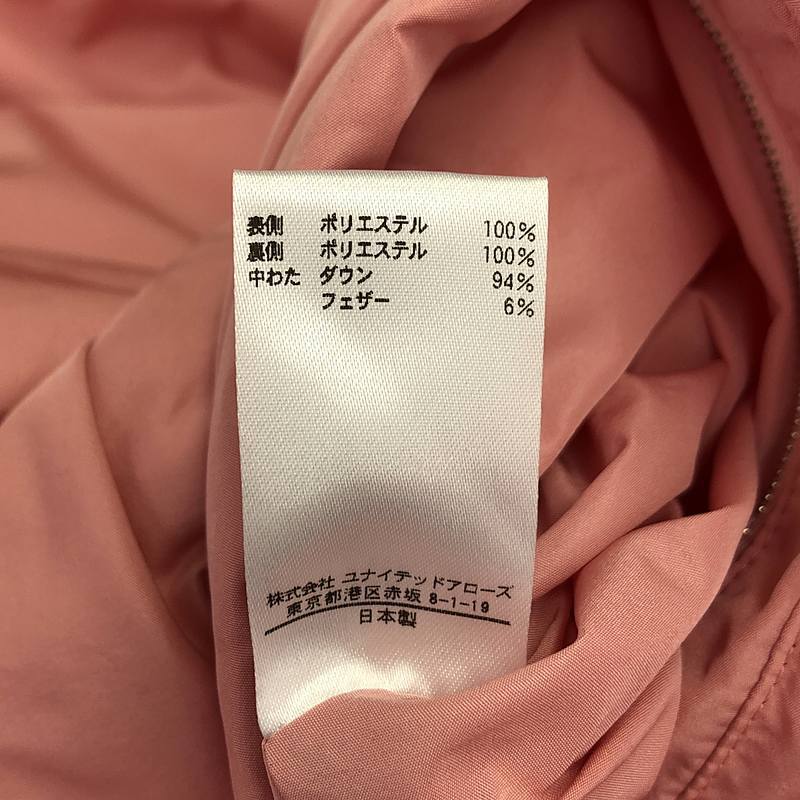 表側 ポリエステル 100%
裏側 ポリエステル 100%
中わた ダウン 94%
フェザー 6%
株式会社 ユナイテッドアローズ
東京都港区赤坂 8-1-19
日本製